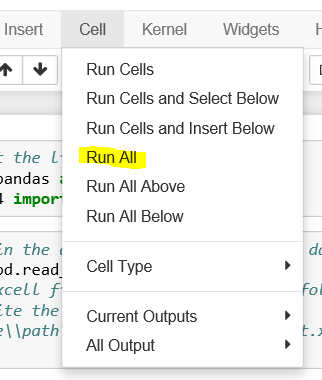 Insert Cell Kernel Widgets
Run Cells
Run Cells and Select Below
Run Cells and Insert Below
t the
Run All
pandas
Run All Above
4 import
Run All Below
in the
Cell Type
xcell
Current Outputs
ite the
All Output
e\\path